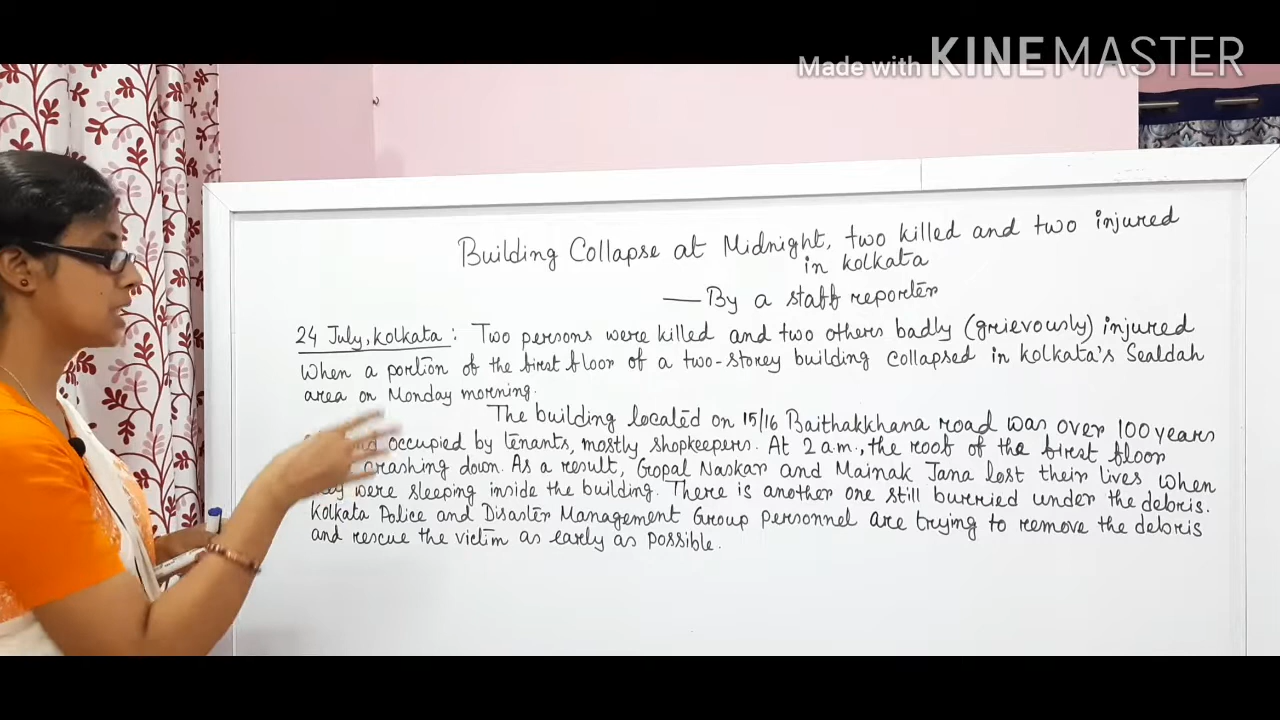 Made with KINEMASTER
Building Collapse at Midnight, two killed and two injured
in Kolkata
— By a staff reporter
24 July, Kolkata : Two persons were killed and two others badly (grievously) injured
when a portion of the first floor of a two-storey building collapsed in Kolkata's Sealdah
area on Monday morning.
The building located on 15/16 Baithakkhana road was over 100 years
occupied by tenants, mostly shopkeepers. At 2 a.m., the roof of the first floor
crashing down. As a result, Gopal Naskar and Mainak Jana lost their lives when
were sleeping inside the building. There is another one still burried under the debris.
Kolkata Police and Disaster Management Group personnel are trying to remove the debris
and rescue the victim as early as possible.